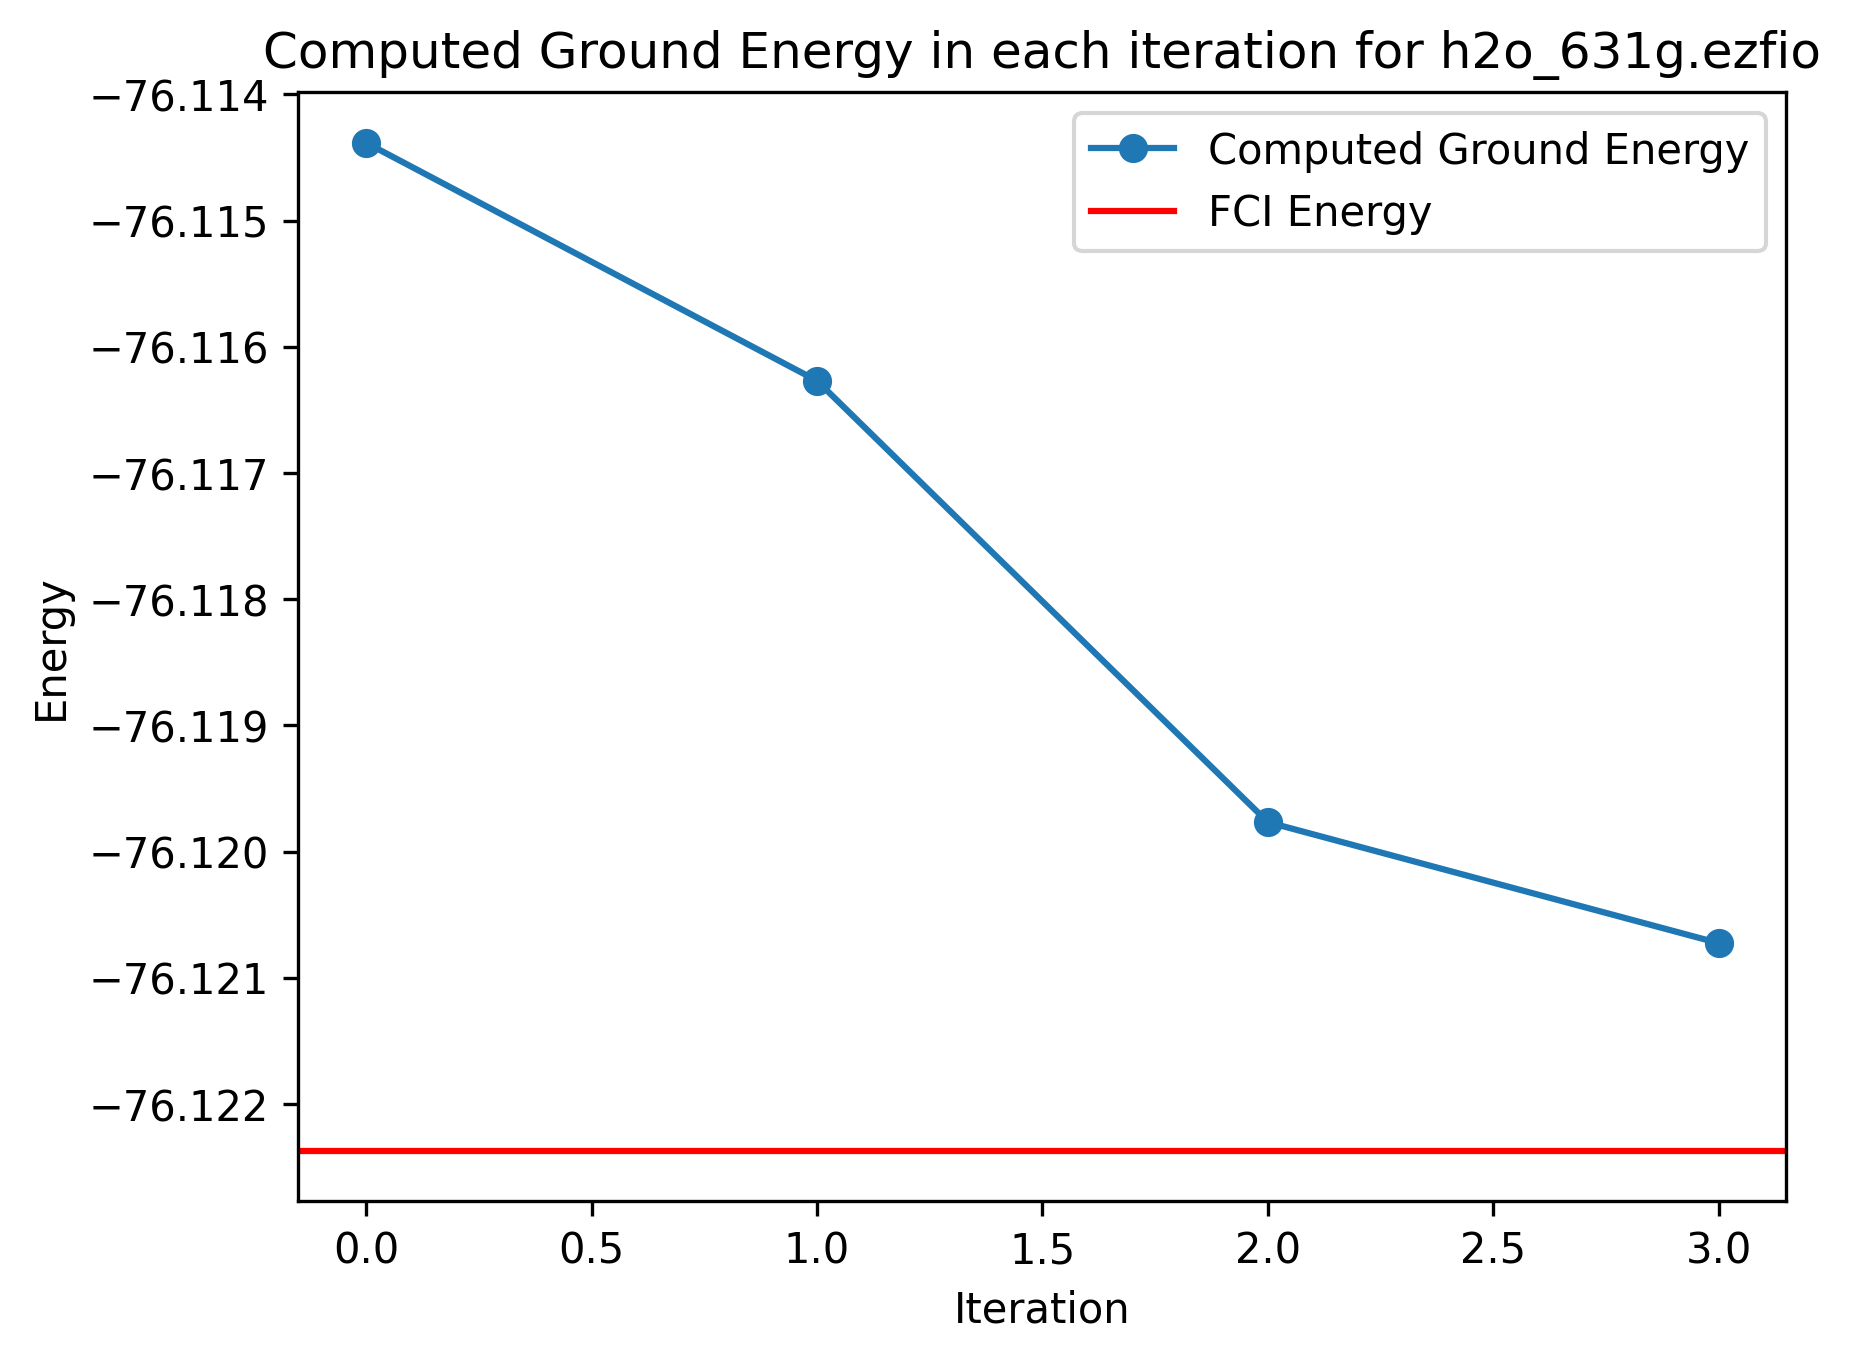 Computed Ground Energy in each iteration for h2o_631g.ezfio
−76.114
−76.115
−76.116
−76.117
−76.118
−76.119
−76.120
−76.121
−76.122
Energy
Computed Ground Energy
FCI Energy
0.0 0.5 1.0 1.5 2.0 2.5 3.0
Iteration